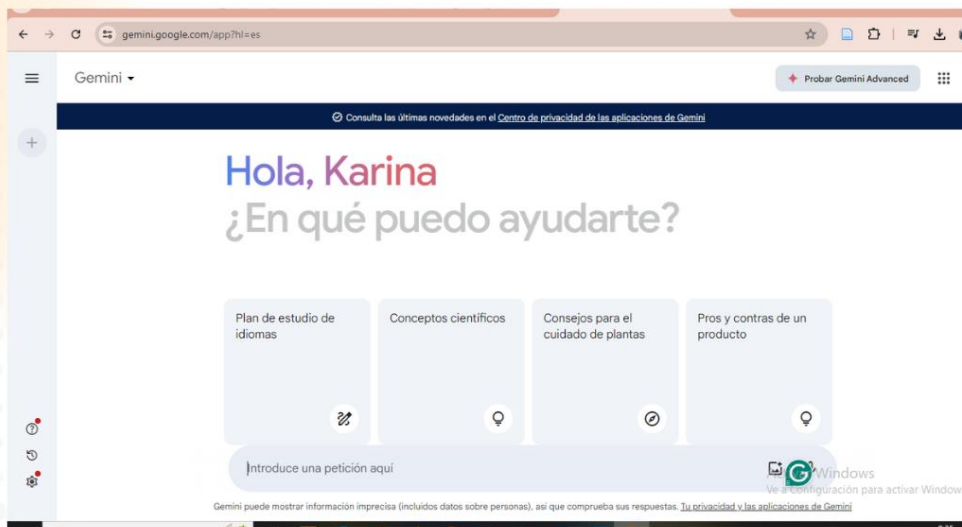 gemini.google.com/app?hl=es
Gemini
Probar Gemini Advanced
Consulta las últimas novedades en el Centro de privacidad de las aplicaciones de Gemini
Hola, Karina
¿En qué puedo ayudarte?
Plan de estudio de
idiomas
Conceptos científicos
Consejos para el
cuidado de plantas
Pros y contras de un
producto
Introduce una petición aquí
Windows
Ve a Configuración para activar Window
Gemini puede mostrar información imprecisa (incluidos datos sobre personas), así que comprueba sus respuestas. Tu privacidad y las aplicaciones de Gemini